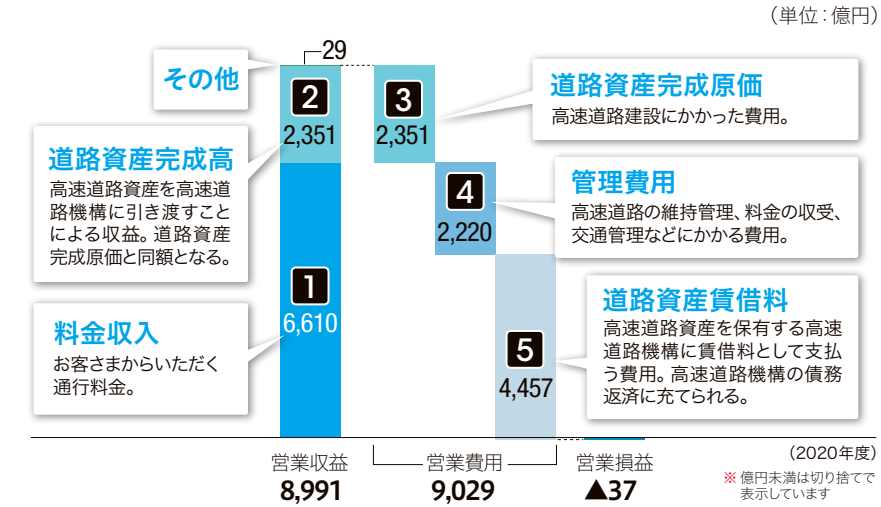 （単位：億円）
29
その他
2
2,351
3
2,351
道路資産完成原価
高速道路建設にかかった費用。
道路資産完成高
高速道路資産を高速道
路機構に引き渡すこと
による収益。道路資産
完成原価と同額となる。
4
2,220
管理費用
高速道路の維持管理、料金の収受、
交通管理などにかかる費用。
1
6,610
料金収入
お客さまからいただく
通行料金。
5
4,457
道路資産賃借料
高速道路資産を保有する高速
道路機構に賃借料として支払
う費用。高速道路機構の債務
返済に充てられる。
営業収益
8,991
営業費用
9,029
営業損益
▲37
（2020年度）
※ 億円未満は切り捨てで
表示しています